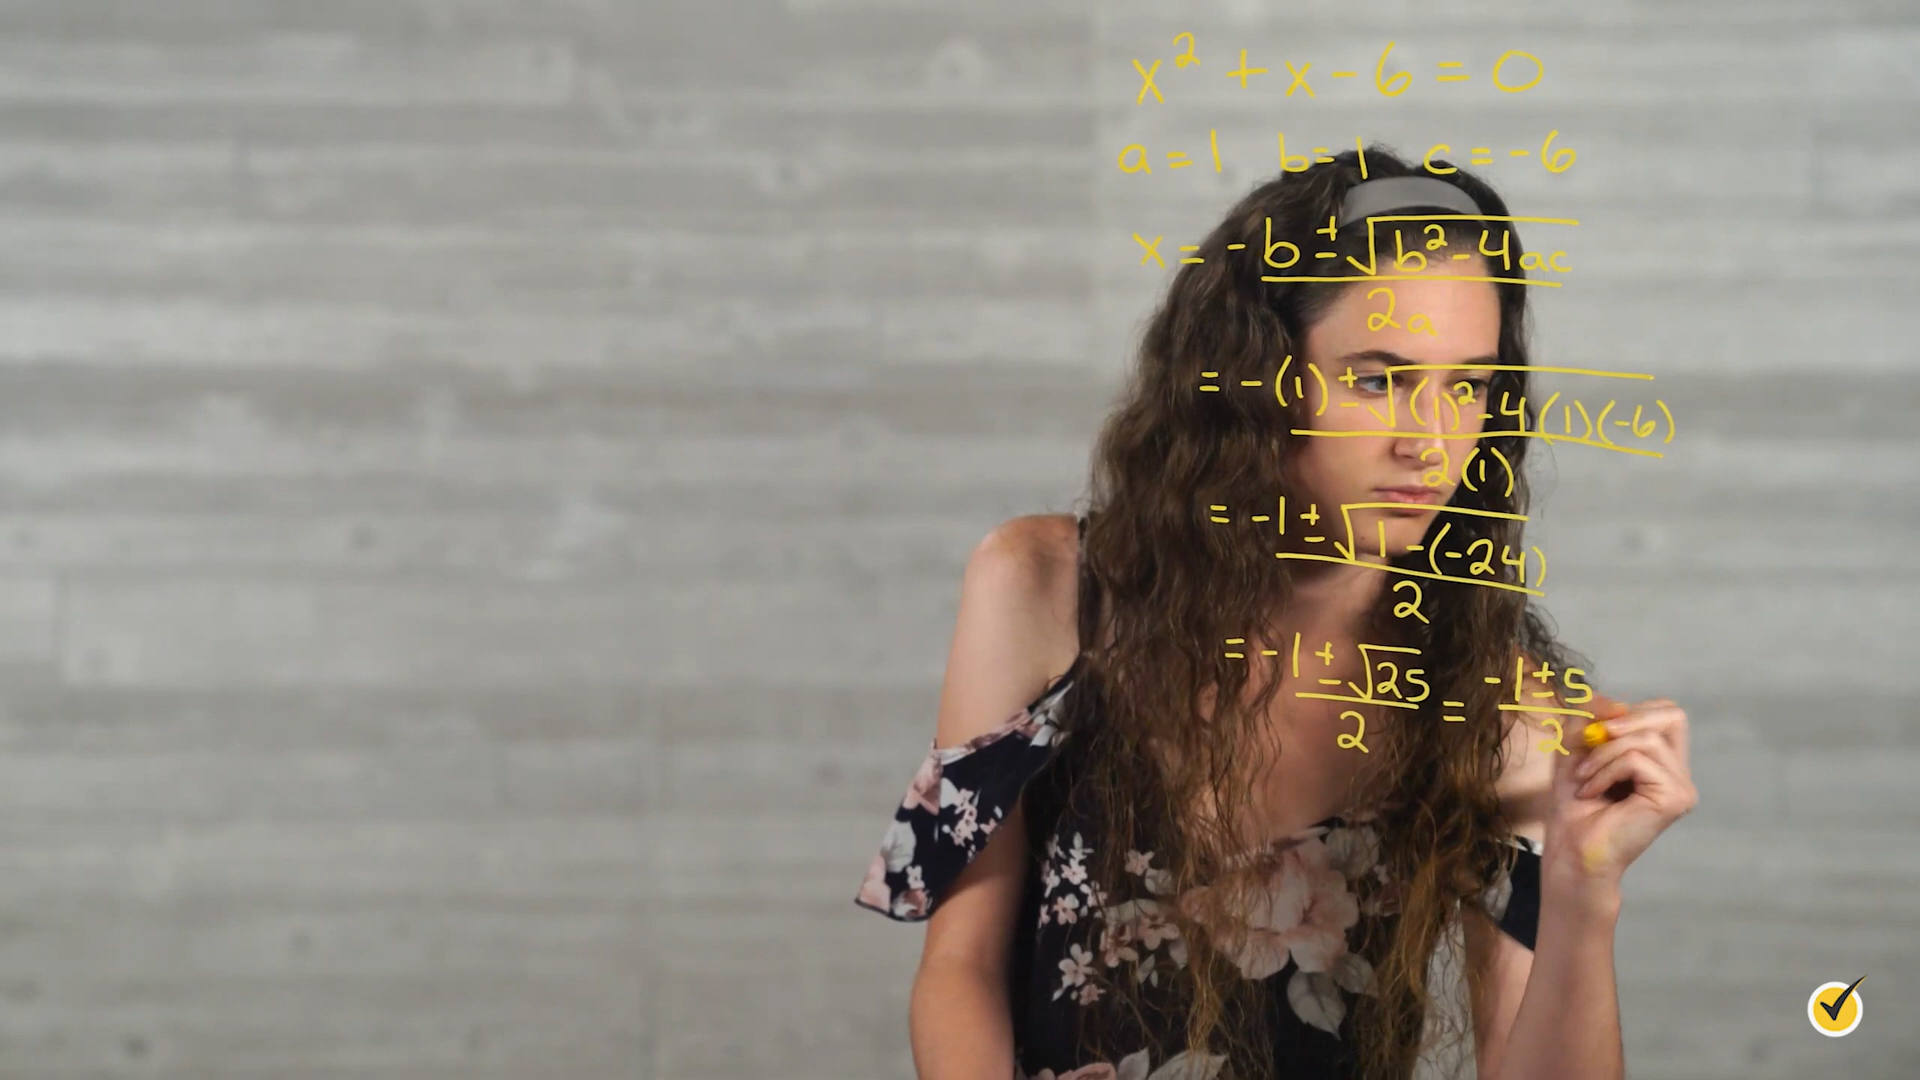 x² + x - 6 = 0
a = 1 b = 1 c = -6
x = -b ± √(b² - 4ac) / 2a
= -(1) ± √((1)² - 4(1)(-6)) / 2(1)
= -1 ± √(1 - (-24)) / 2
= -1 ± √25 / 2 = -1 ± 5 / 2